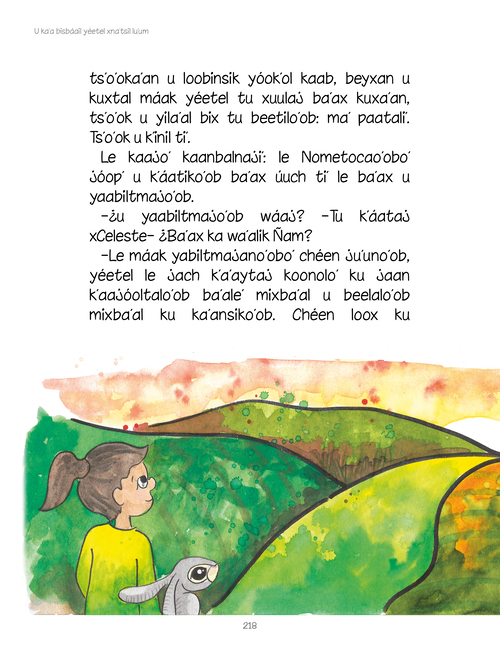 U ka'a bisbáail yéetel xna'tsil lu'um
ts'o'oka'an u loobinsik yóok'ol kaab, beyxan u
kuxtal máak yéetel tu xuulaj ba'ax kuxa'an,
ts'o'ok u yila'al bix tu beetilo'ob: ma' paatali'.
Ts'o'ok u k'iinil ti'.
Le kaajo' kaanbalnaji: le Nometocao'obo'
jóop' u k'áatiko'ob ba'ax úuch ti' le ba'ax u
yaabiltmajo'ob.
–¿u yaabiltmajo'ob wáaj? –Tu k'áataj
xCeleste– ¿Ba'ax ka wa'alik Ñam?
–Le máak yabiltmajano'obo' chéen ju'uno'ob,
yéetel le jach k'a'aytaj koonolo' ku jaan
k'aajóoltalo'ob ba'ale' mixba'al u beelalo'ob
mixba'al ku ka'ansiko'ob. Chéen loox ku
218